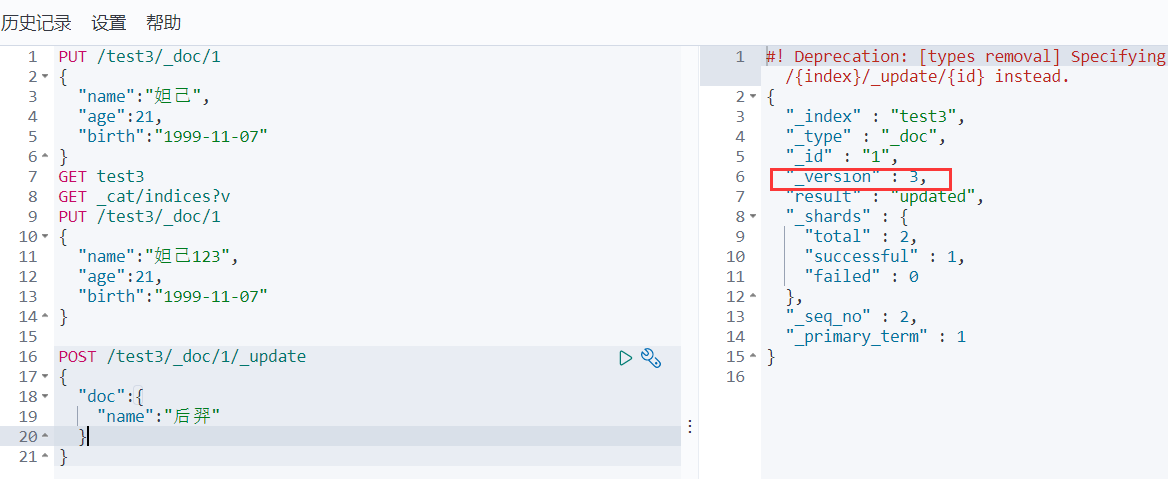 历史记录 设置 帮助
1 PUT /test3/_doc/1
2 {
3 "name":"妲己",
4 "age":21,
5 "birth":"1999-11-07"
6 }
7 GET test3
8 GET _cat/indices?v
9 PUT /test3/_doc/1
10 {
11 "name":"妲己123",
12 "age":21,
13 "birth":"1999-11-07"
14 }
15
16 POST /test3/_doc/1/_update
17 {
18 "doc":{
19 "name":"后羿"
20 }
21 }
1 #! Deprecation: [types removal] Specifying
/{index}/_update/{id} instead.
2 {
3 "_index" : "test3",
4 "_type" : "_doc",
5 "_id" : "1",
6 "_version" : 3,
7 "result" : "updated",
8 "_shards" : {
9 "total" : 2,
10 "successful" : 1,
11 "failed" : 0
12 },
13 "_seq_no" : 2,
14 "_primary_term" : 1
15 }
16